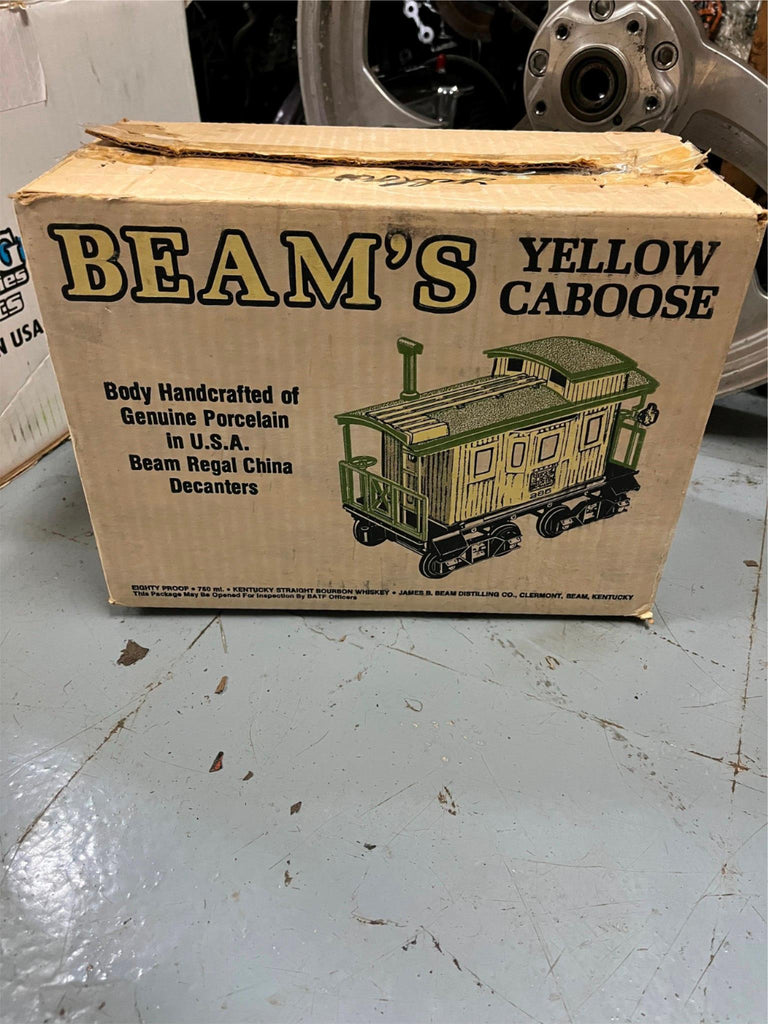 yellow
BEAM'S
YELLOW
CABOOSE
Body Handcrafted of
Genuine Porcelain
in U.S.A.
Beam Regal China
Decanters
EIGHTY PROOF • 750 ml. • KENTUCKY STRAIGHT BOURBON WHISKEY • JAMES B. BEAM DISTILLING CO., CLERMONT, BEAM, KENTUCKY
This Package May Be Opened For Inspection By BATF Officers
N USA